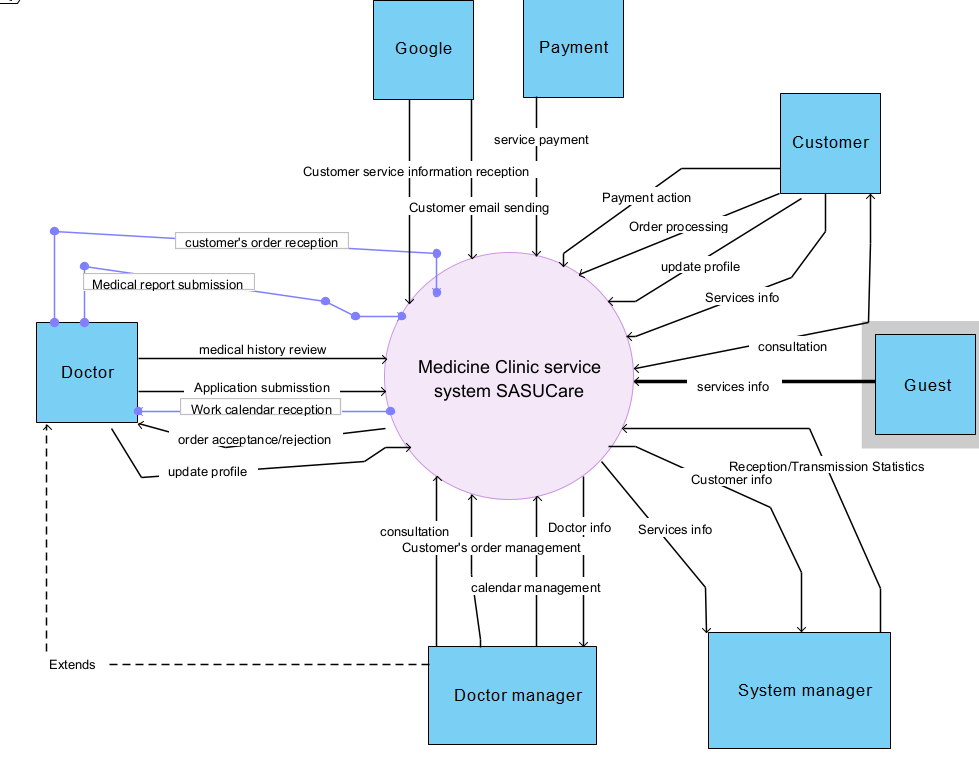 Google
Payment
service payment
Customer
Customer service information reception
Payment action
Customer email sending
Order processing
customer's order reception
update profile
Medical report submission
Services info
medical history review
consultation
Doctor
Medicine Clinic service
system SASUCare
Guest
Application submisstion
services info
Work calendar reception
order acceptance/rejection
update profile
Reception/Transmission Statistics
Customer info
consultation
Doctor info
Services info
Customer's order management
calendar management
Extends
Doctor manager
System manager